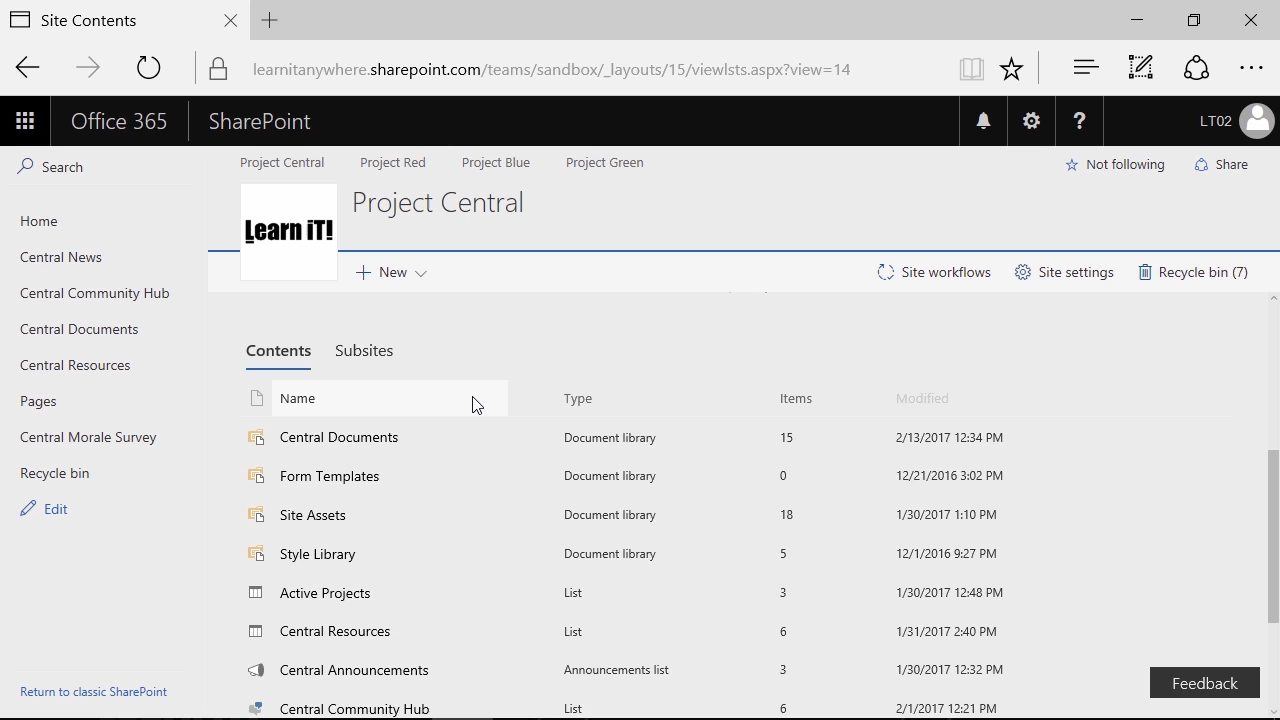 Site Contents
learnitanywhere.sharepoint.com/teams/sandbox/_layouts/15/viewlsts.aspx?view=14
Office 365 SharePoint ? LT02
Search
Project Central Project Red Project Blue Project Green Not following Share
Learn iT!
Project Central
New Site workflows Site settings Recycle bin (7)
Home
Central News
Central Community Hub
Central Documents
Central Resources
Pages
Central Morale Survey
Recycle bin
Edit
Return to classic SharePoint
Contents Subsites
Name Type Items Modified
Central Documents Document library 15 2/13/2017 12:34 PM
Form Templates Document library 0 12/21/2016 3:02 PM
Site Assets Document library 18 1/30/2017 1:10 PM
Style Library Document library 5 12/1/2016 9:27 PM
Active Projects List 3 1/30/2017 12:48 PM
Central Resources List 6 1/31/2017 2:40 PM
Central Announcements Announcements list 3 1/30/2017 12:32 PM
Central Community Hub List 6 2/1/2017 12:21 PM
Feedback